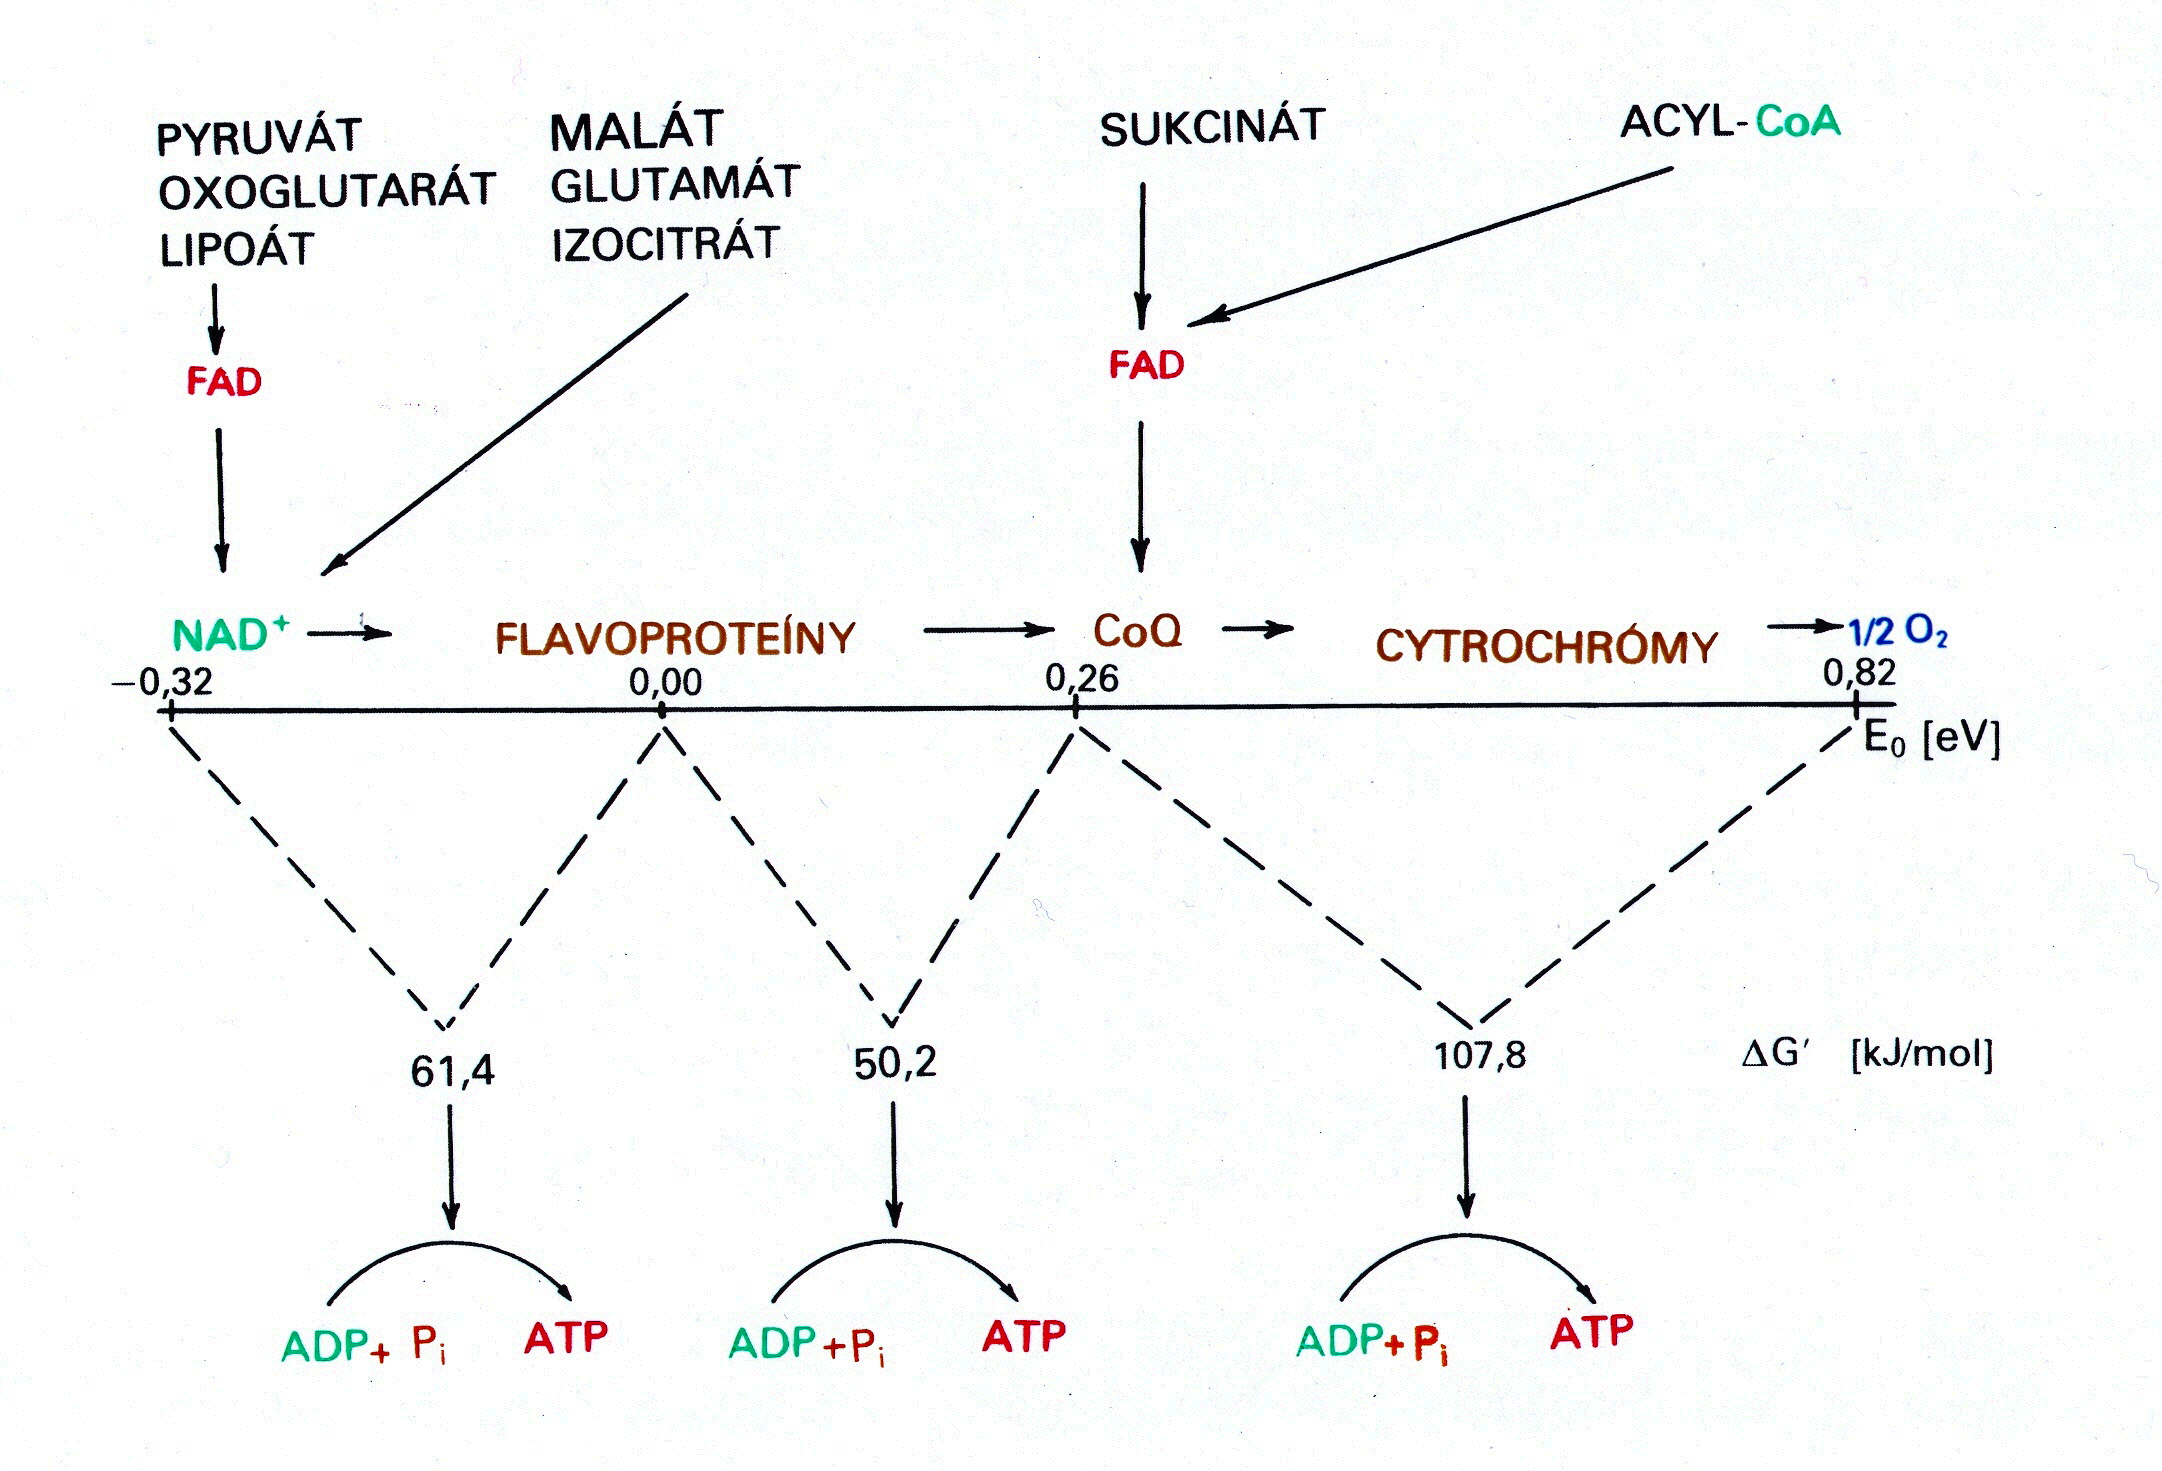 PYRUVÁT
OXOGLUTARÁT
LIPOÁT
MALÁT
GLUTAMÁT
IZOCITRÁT
SUKCINÁT
ACYL-CoA
FAD
FAD
NAD⁺ FLAVOPROTEÍNY CoQ CYTROCHRÓMY 1/2 O₂
−0,32 0,00 0,26 0,82
E₀ [eV]
61,4 50,2 107,8 ΔG′ [kJ/mol]
ADP+ Pᵢ ATP ADP+Pᵢ ATP ADP+Pᵢ ATP